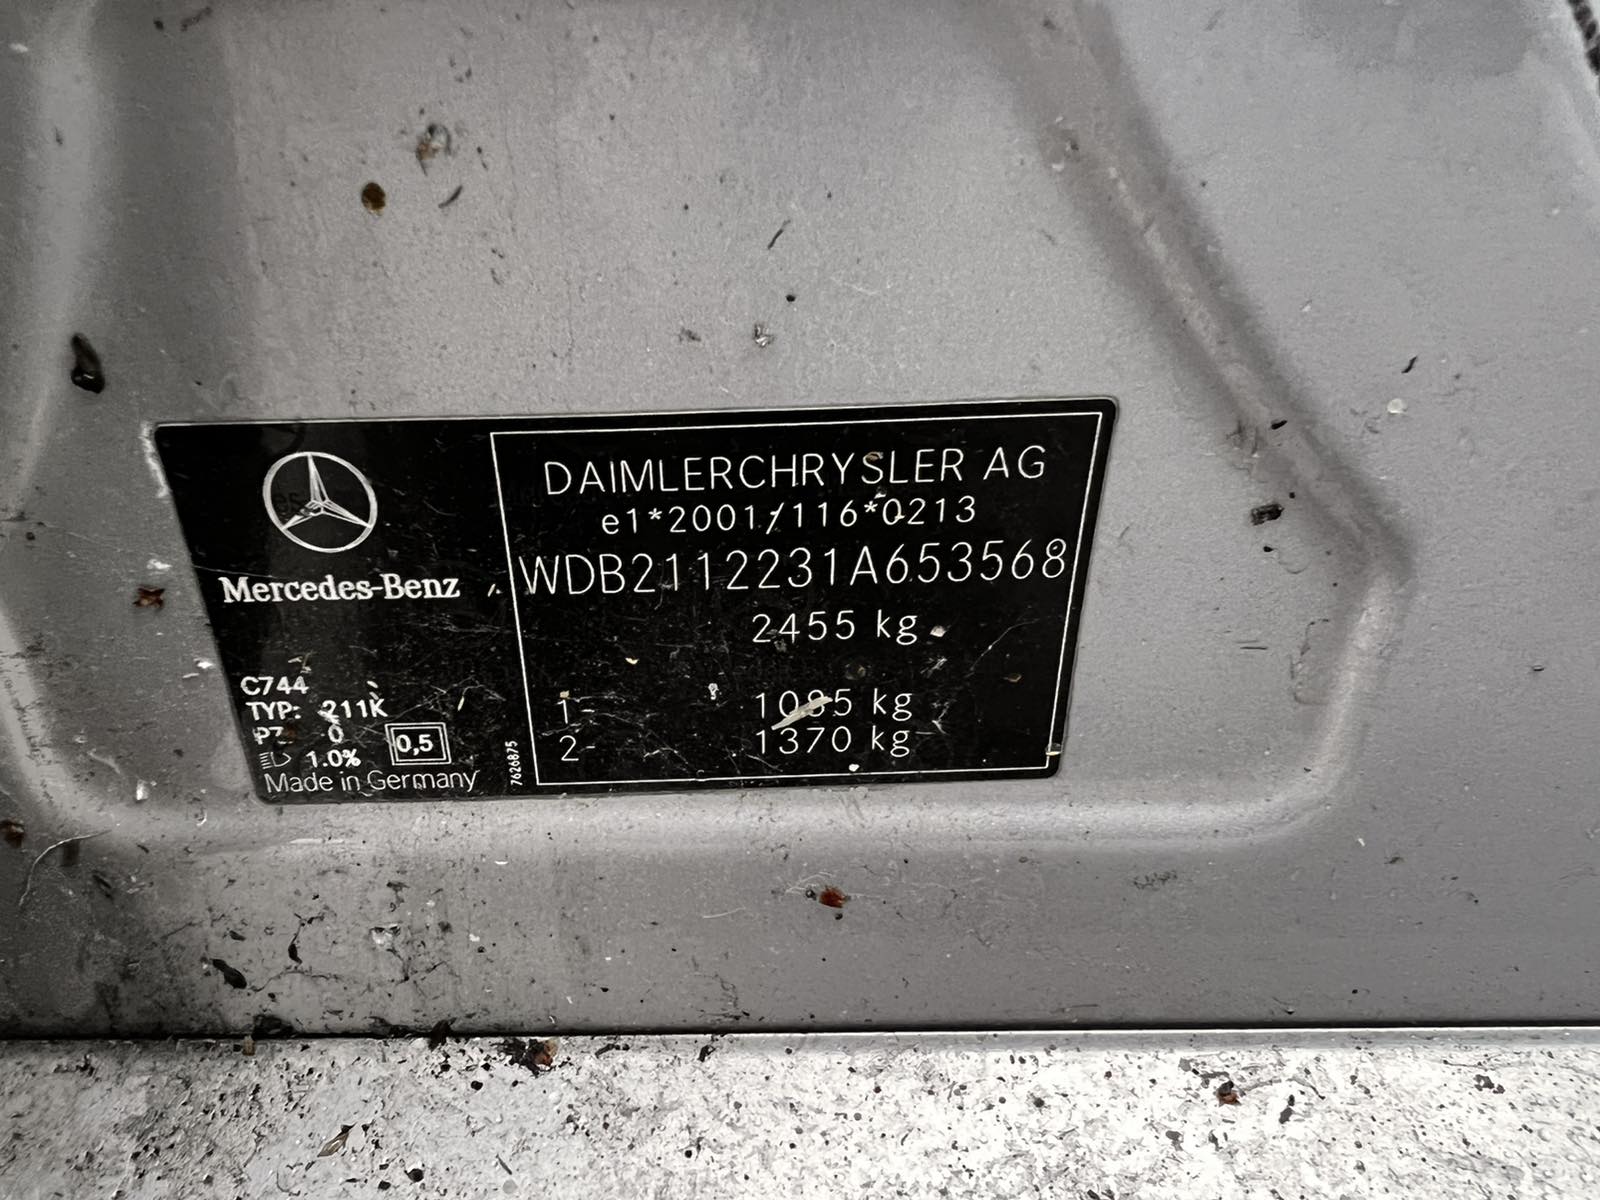 DAIMLERCHRYSLER AG
e1*2001/116*0213
WDB2112231A653568
2455 kg
1- 1085 kg
2- 1370 kg
Mercedes-Benz
C744
TYP: 211K
PZ 0
1.0% 0,5
Made in Germany
7626875